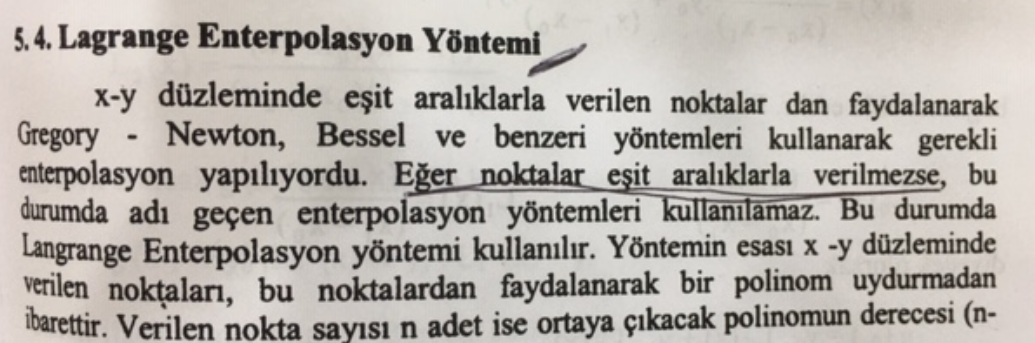 5.4. Lagrange Enterpolasyon Yöntemi
x-y düzleminde eşit aralıklarla verilen noktalar dan faydalanarak
Gregory - Newton, Bessel ve benzeri yöntemleri kullanarak gerekli
enterpolasyon yapılıyordu. Eğer noktalar eşit aralıklarla verilmezse, bu
durumda adı geçen enterpolasyon yöntemleri kullanılamaz. Bu durumda
Langrange Enterpolasyon yöntemi kullanılır. Yöntemin esası x -y düzleminde
verilen noktaları, bu noktalardan faydalanarak bir polinom uydurmadan
ibarettir. Verilen nokta sayısı n adet ise ortaya çıkacak polinomun derecesi (n-